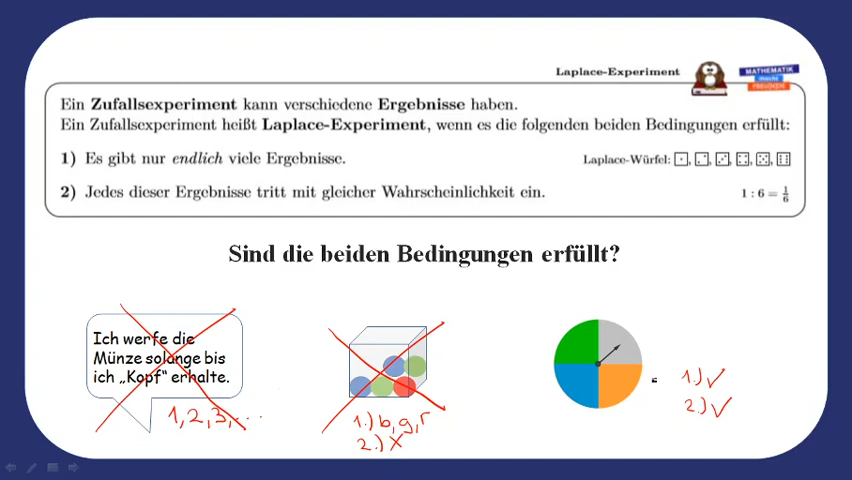 Laplace-Experiment
MATHEMATIK
macht
FREU(N)DE
Ein Zufallsexperiment kann verschiedene Ergebnisse haben.
Ein Zufallsexperiment heißt Laplace-Experiment, wenn es die folgenden beiden Bedingungen erfüllt:
1) Es gibt nur endlich viele Ergebnisse.
Laplace-Würfel: ⚀, ⚁, ⚂, ⚃, ⚄, ⚅
2) Jedes dieser Ergebnisse tritt mit gleicher Wahrscheinlichkeit ein.
1 : 6 = 1/6
Sind die beiden Bedingungen erfüllt?
Ich werfe die
Münze solange bis
ich „Kopf" erhalte.
1, 2, 3, ...
1.) b, g, r
2.) X
1.) ✓
2.) ✓